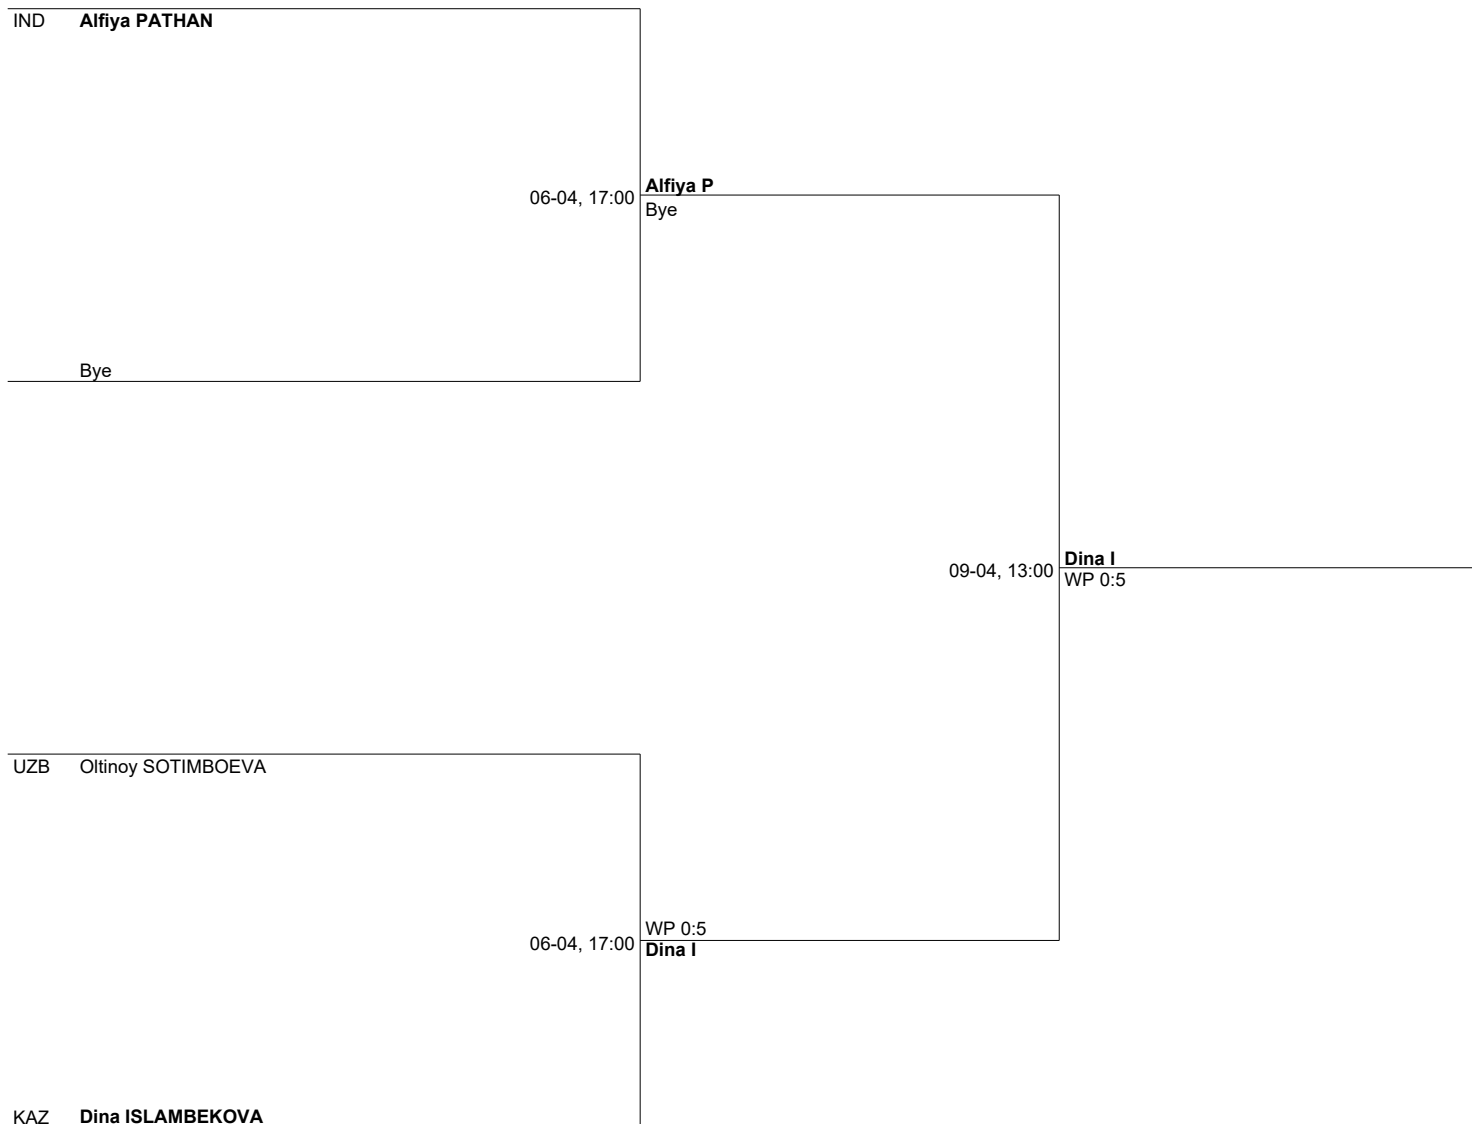 IND Alfiya PATHAN
Alfiya P
06-04, 17:00
Bye
Bye
Dina I
09-04, 13:00
WP 0:5
UZB Oltinoy SOTIMBOEVA
WP 0:5
06-04, 17:00
Dina I
KAZ Dina ISLAMBEKOVA